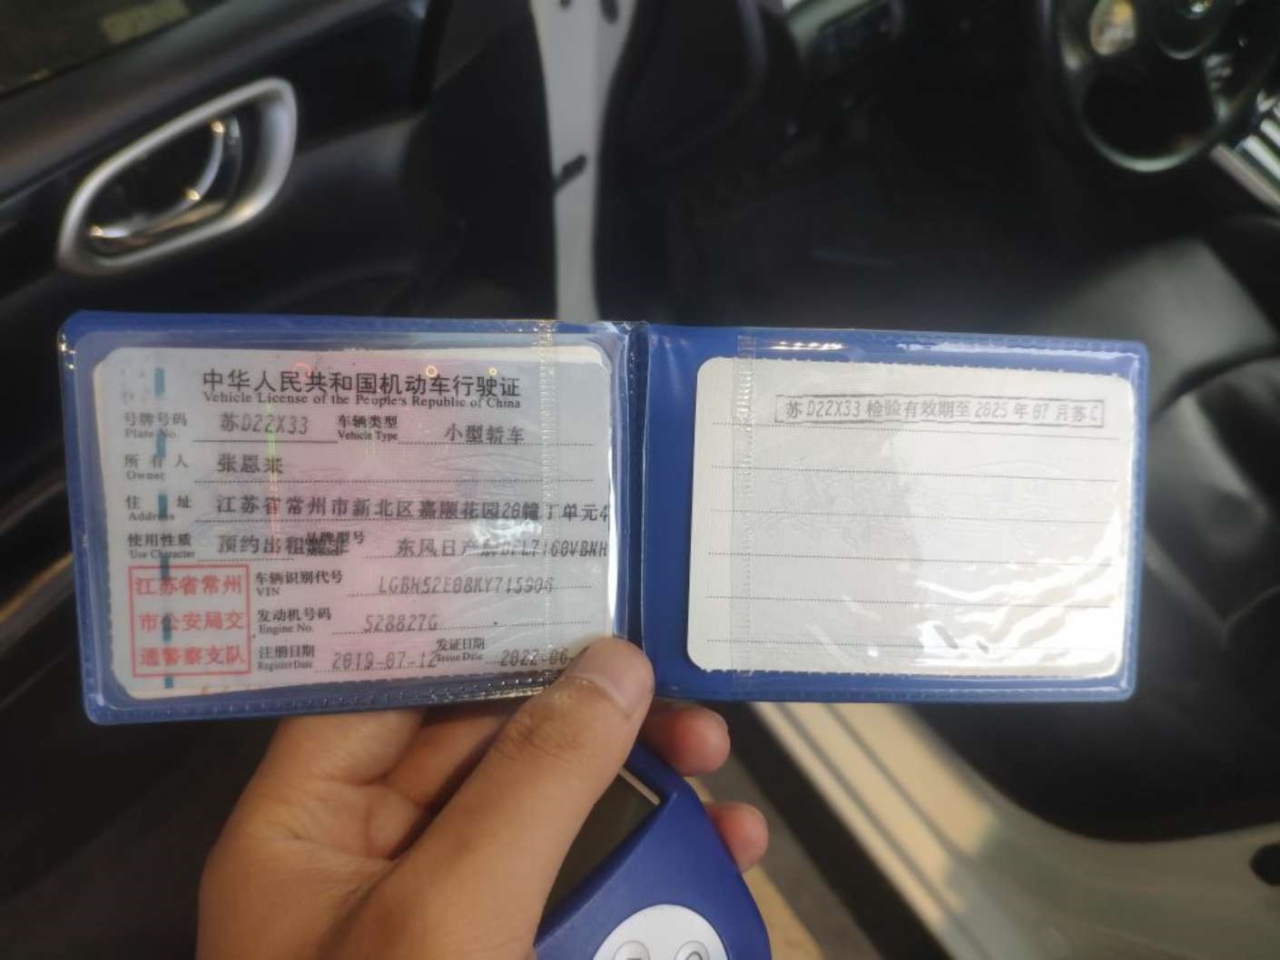 中华人民共和国机动车行驶证
Vehicle License of the People's Republic of China
号牌号码 苏D22X33 车辆类型 小型轿车
Plate No. Vehicle Type
所有人 张恩来
Owner
住址 江苏省常州市新北区嘉顺花园28幢丁单元4
Address
使用性质 预约出租 品牌型号 东风日产
Use Character
江苏省常州
市公安局交
通警察支队
车辆识别代号
VIN
发动机号码 528827G
Engine No.
注册日期 2019-07-12 发证日期 2022-06-
Register Date Issue Date
苏D22X33 检验有效期至 2025年07月苏C